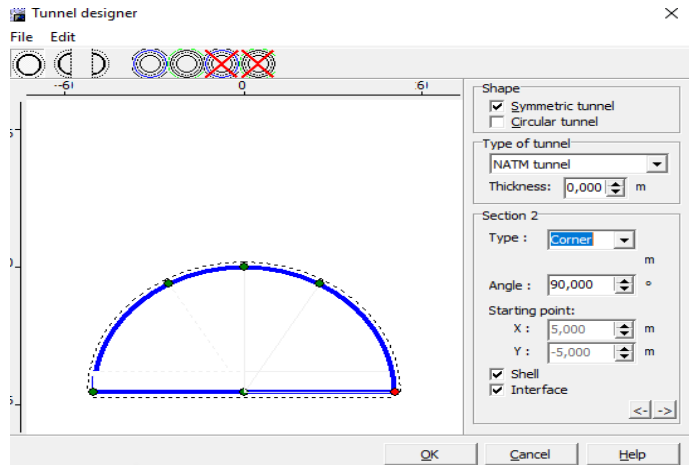 Tunnel designer
File Edit
-|6| 0 |6|
Shape
Symmetric tunnel
Circular tunnel
Type of tunnel
NATM tunnel
Thickness: 0,000 m
Section 2
Type : Corner
m
Angle : 90,000 °
Starting point:
X : 5,000 m
Y : -5,000 m
Shell
Interface
<- ->
OK Cancel Help